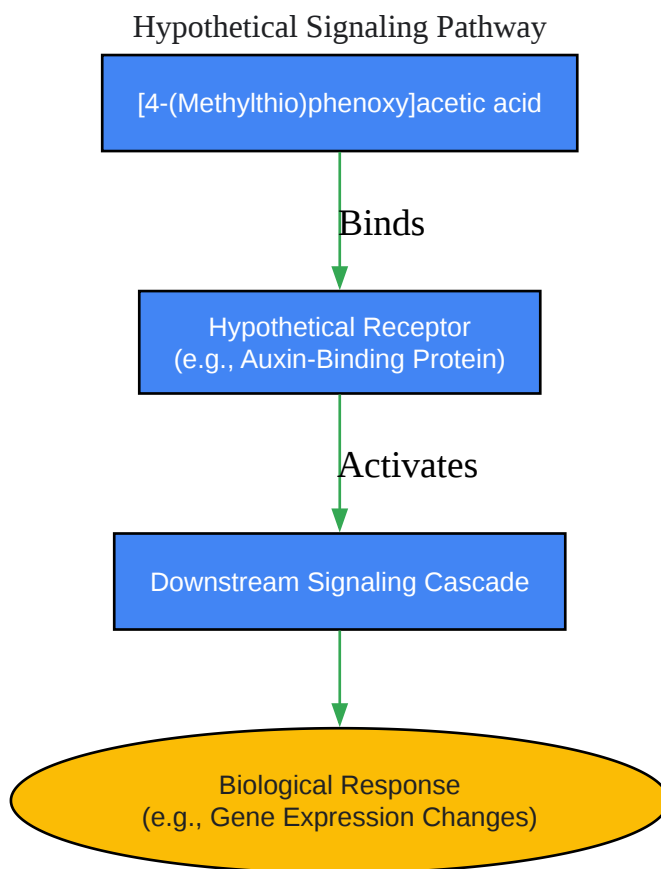 Hypothetical Signaling Pathway
[4-(Methylthio)phenoxy]acetic acid
Binds
Hypothetical Receptor
(e.g., Auxin-Binding Protein)
Activates
Downstream Signaling Cascade
Biological Response
(e.g., Gene Expression Changes)